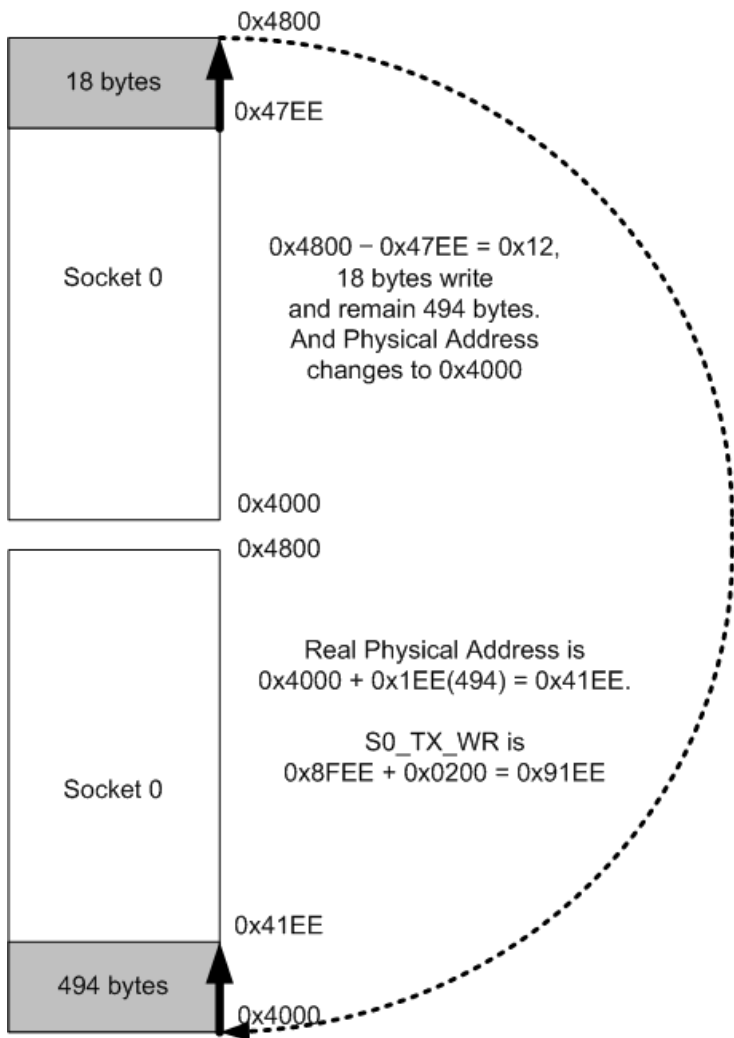 0x4800
18 bytes
0x47EE
Socket 0
0x4800 – 0x47EE = 0x12,
18 bytes write
and remain 494 bytes.
And Physical Address
changes to 0x4000
0x4000
0x4800
Real Physical Address is
0x4000 + 0x1EE(494) = 0x41EE.
S0_TX_WR is
0x8FEE + 0x0200 = 0x91EE
Socket 0
0x41EE
494 bytes
0x4000